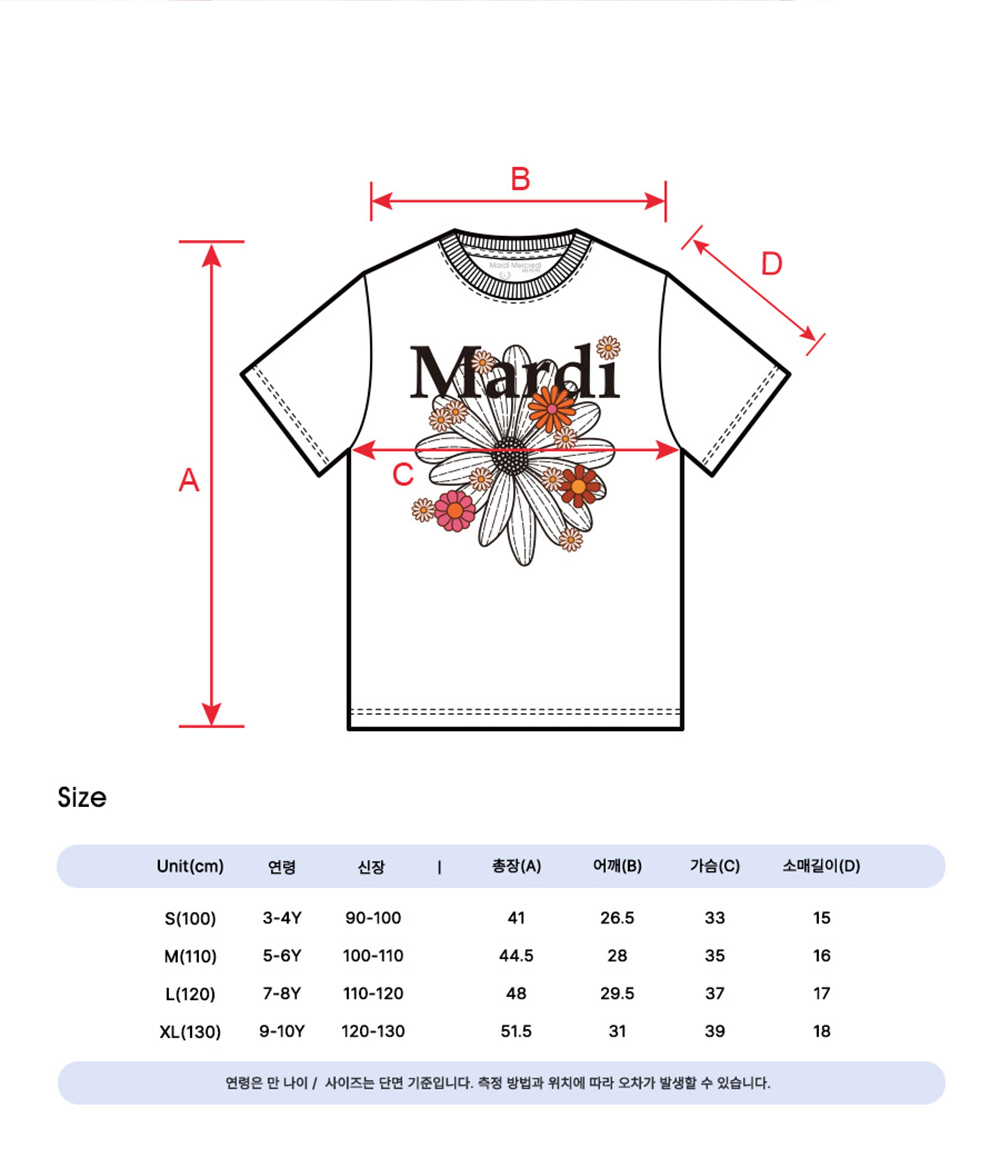 B
D
Mardi Mercredi
Mardi
A
C
Size
Unit(cm) 연령 신장 | 총장(A) 어깨(B) 가슴(C) 소매길이(D)
S(100) 3-4Y 90-100 41 26.5 33 15
M(110) 5-6Y 100-110 44.5 28 35 16
L(120) 7-8Y 110-120 48 29.5 37 17
XL(130) 9-10Y 120-130 51.5 31 39 18
연령은 만 나이 / 사이즈는 단면 기준입니다. 측정 방법과 위치에 따라 오차가 발생할 수 있습니다.